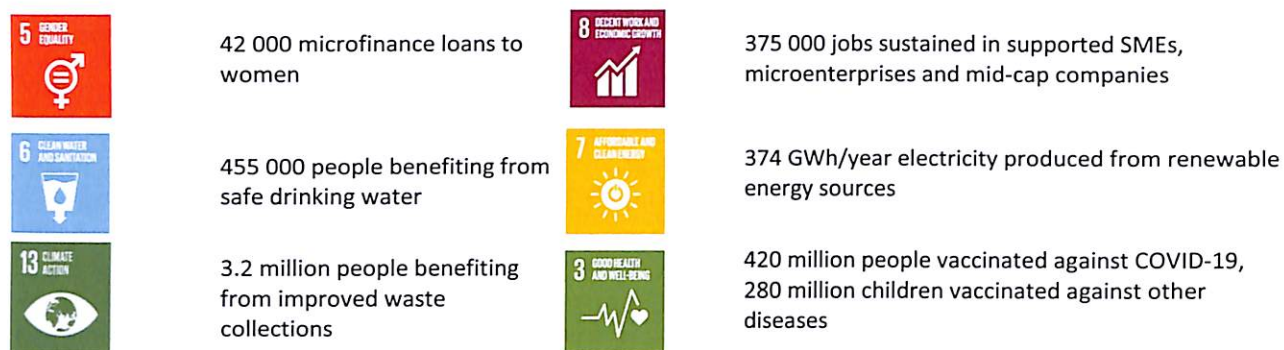 5 GENDER
EQUALITY
42 000 microfinance loans to
women
8 DECENT WORK AND
ECONOMIC GROWTH
375 000 jobs sustained in supported SMEs,
microenterprises and mid-cap companies
6 CLEAN WATER
AND SANITATION
455 000 people benefiting from
safe drinking water
7 AFFORDABLE AND
CLEAN ENERGY
374 GWh/year electricity produced from renewable
energy sources
13 CLIMATE
ACTION
3.2 million people benefiting
from improved waste
collections
3 GOOD HEALTH
AND WELL-BEING
420 million people vaccinated against COVID-19,
280 million children vaccinated against other
diseases